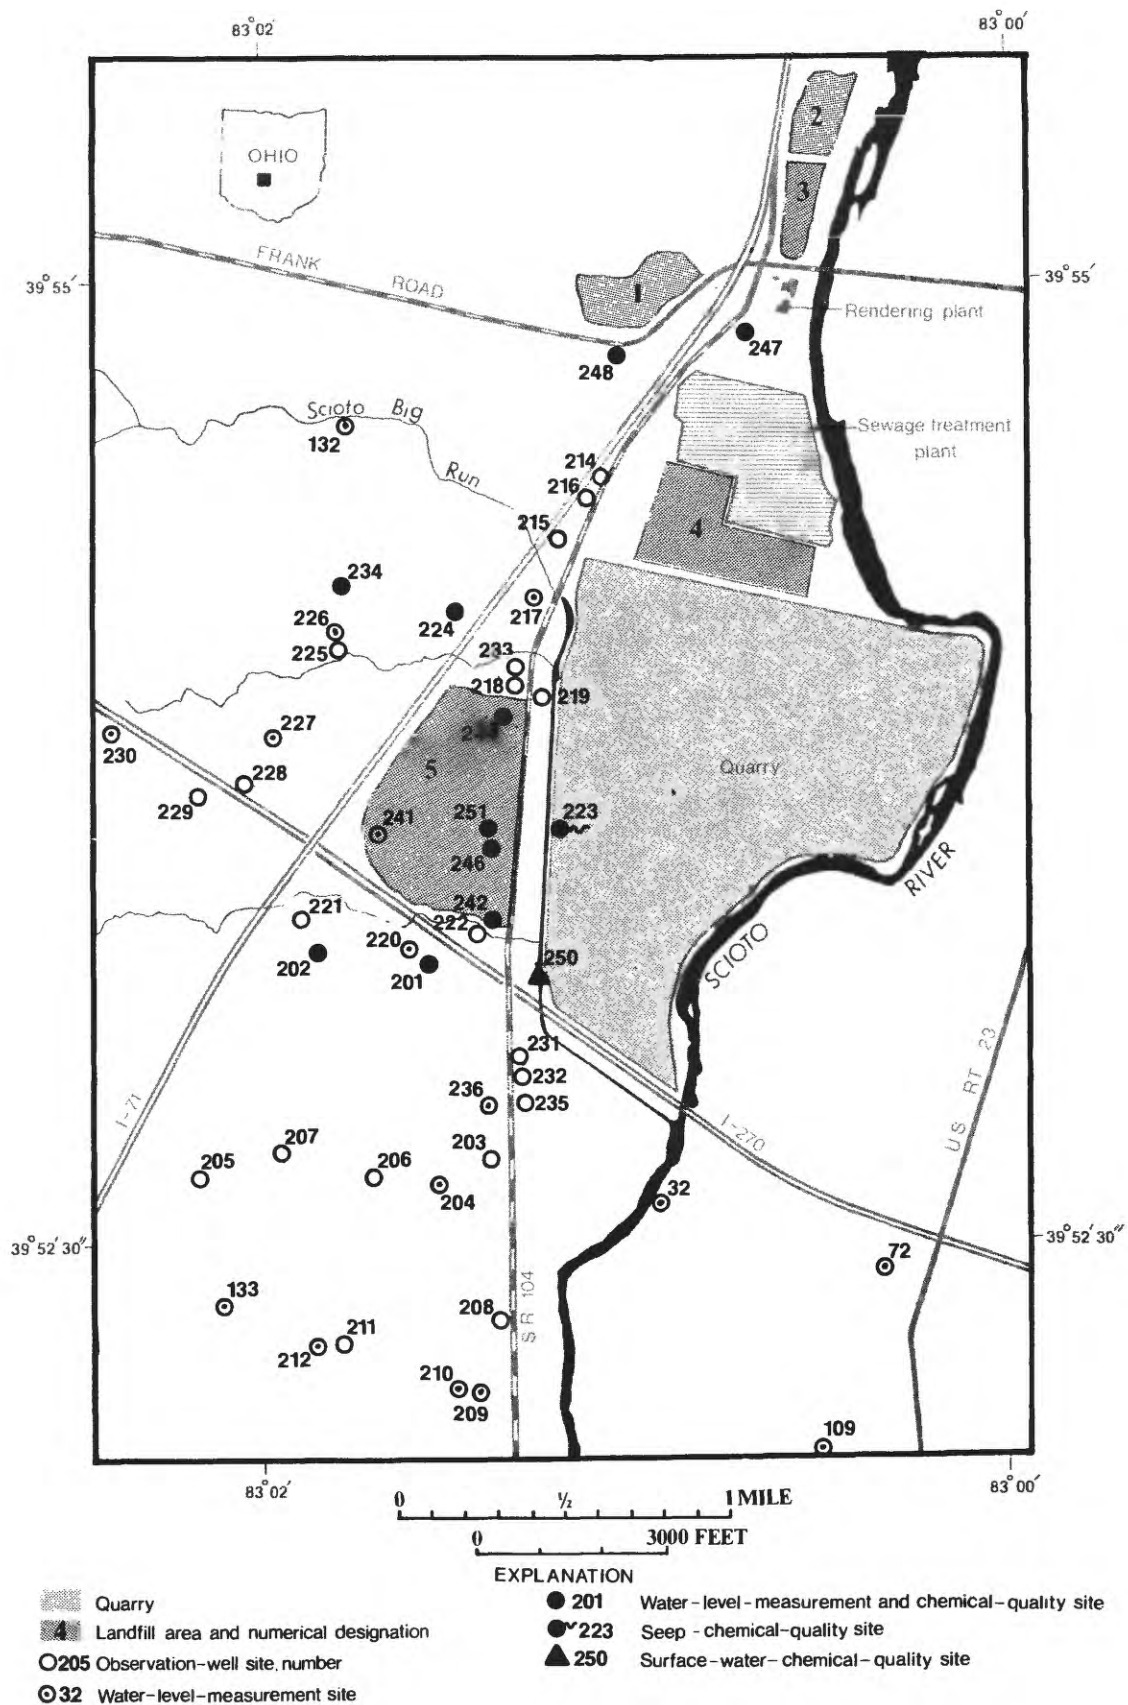 83° 02′
83° 00′
2
OHIO
3
FRANK ROAD
39° 55′
1
39° 55′
Rendering plant
247
248
Scioto Big Run
132
Sewage treatment
plant
214
216
4
215
234
217
226
224
225
233
218
219
227
230
5
Quarry
228
229
251
223
241
246
RIVER
242
221
222
220
250
202
201
SCIOTO
231
US RT 23
232
236
235
I-71
I-270
207
203
205
206
204
32
39° 52′ 30″
39° 52′ 30″
72
133
208
SR 104
211
212
210
209
109
83° 02′
83° 00′
0 ½ 1 MILE
0 3000 FEET
EXPLANATION
Quarry
4 Landfill area and numerical designation
205 Observation-well site, number
32 Water-level-measurement site
201 Water-level-measurement and chemical-quality site
223 Seep-chemical-quality site
250 Surface-water-chemical-quality site